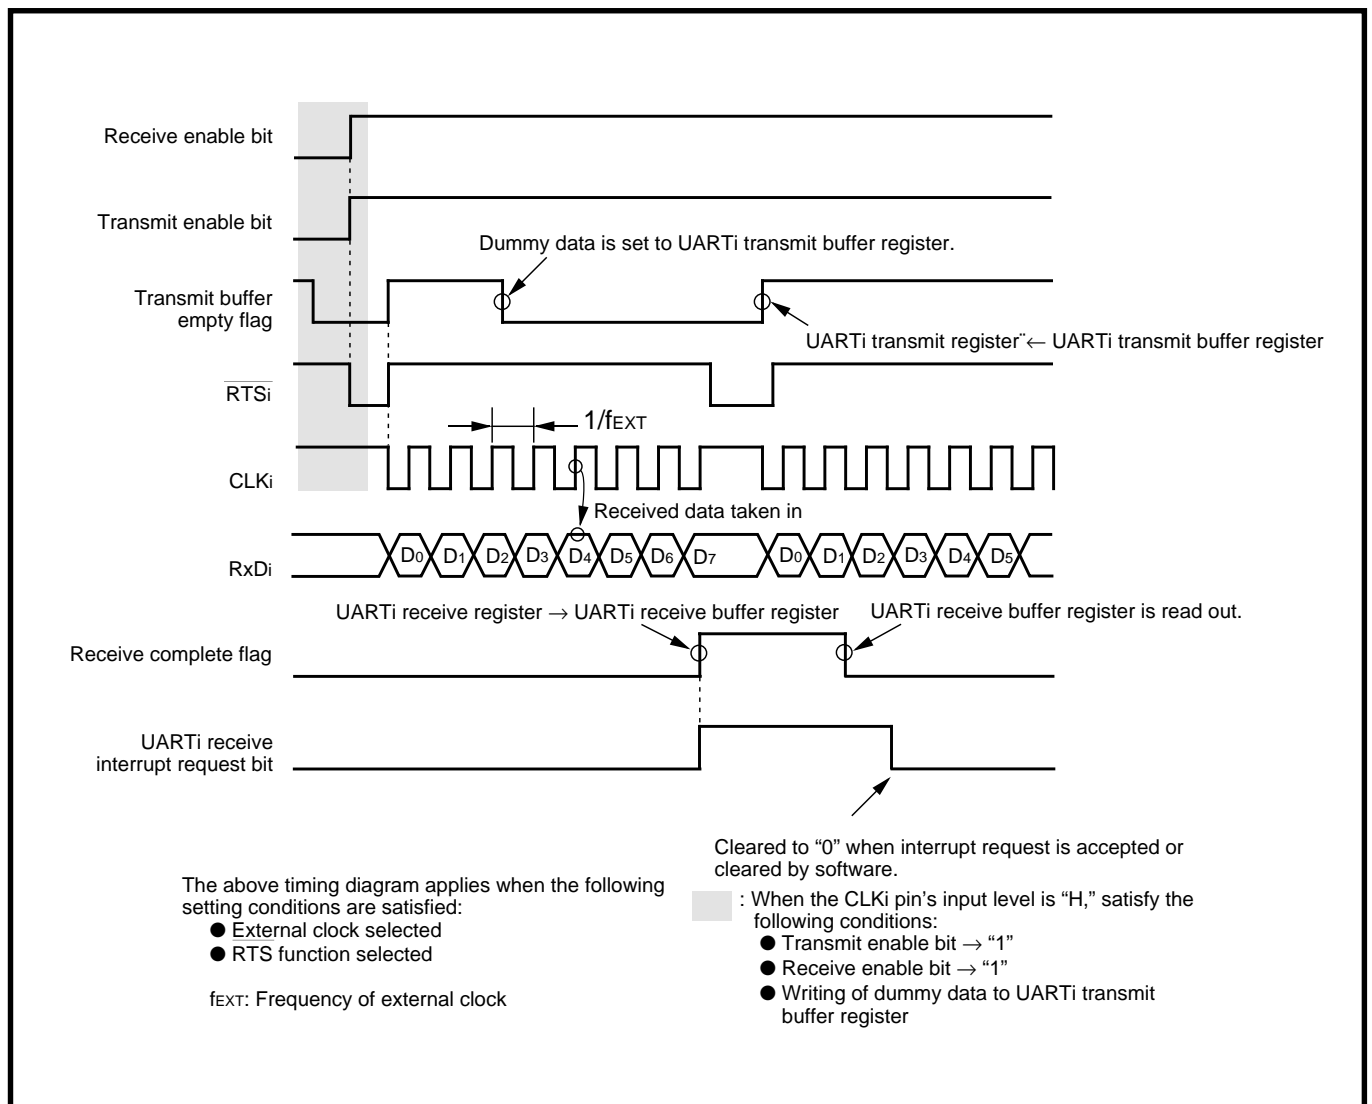 Receive enable bit
Transmit enable bit
Dummy data is set to UARTi transmit buffer register.
Transmit buffer
empty flag
UARTi transmit register¨← UARTi transmit buffer register
RTSi
1/fEXT
CLKi
Received data taken in
RxDi
D0 D1 D2 D3 D4 D5 D6 D7 D0 D1 D2 D3 D4 D5
UARTi receive register → UARTi receive buffer register
UARTi receive buffer register is read out.
Receive complete flag
UARTi receive
interrupt request bit
Cleared to “0” when interrupt request is accepted or
cleared by software.
The above timing diagram applies when the following
setting conditions are satisfied:
● External clock selected
● RTS function selected
fEXT: Frequency of external clock
: When the CLKi pin’s input level is “H,” satisfy the
following conditions:
● Transmit enable bit → “1”
● Receive enable bit → “1”
● Writing of dummy data to UARTi transmit
buffer register